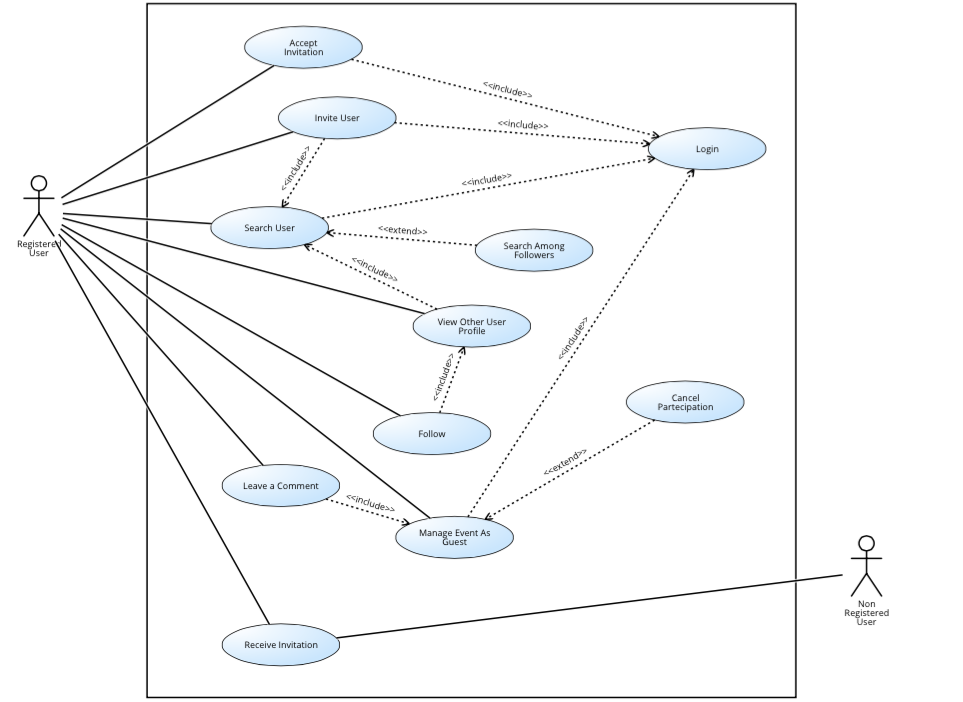 Accept
Invitation
<<include>>
Invite User
<<include>>
Login
<<include>>
<<include>>
Search User
<<extend>>
Search Among
Followers
Registered
User
<<include>>
View Other User
Profile
<<include>>
<<include>>
Cancel
Partecipation
Follow
<<extend>>
Leave a Comment
<<include>>
Manage Event As
Guest
Non
Registered
User
Receive Invitation